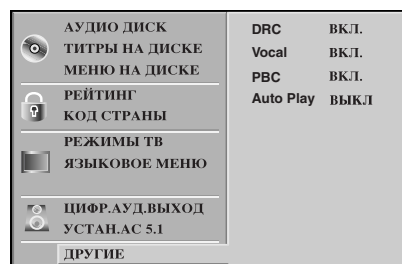 АУДИО ДИСК
ТИТРЫ НА ДИСКЕ
МЕНЮ НА ДИСКЕ
РЕЙТИНГ
КОД СТРАНЫ
РЕЖИМЫ ТВ
ЯЗЫКОВОЕ МЕНЮ
ЦИФР.АУД.ВЫХОД
УСТАН.АС 5.1
ДРУГИЕ
DRC ВКЛ.
Vocal ВКЛ.
PBC ВКЛ.
Auto Play ВЫКЛ